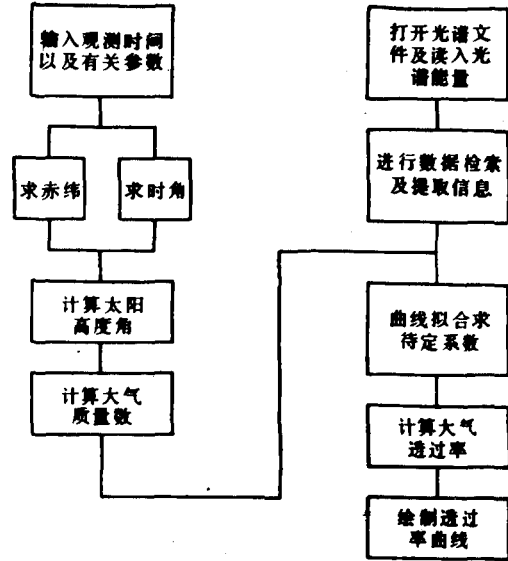 输入观测时间
以及有关参数
求赤纬
求时角
计算太阳
高度角
计算大气
质量数
打开光谱文
件及读入光
谱能量
进行数据检索
及提取信息
曲线拟合求
待定系数
计算大气
透过率
绘制透过
率曲线